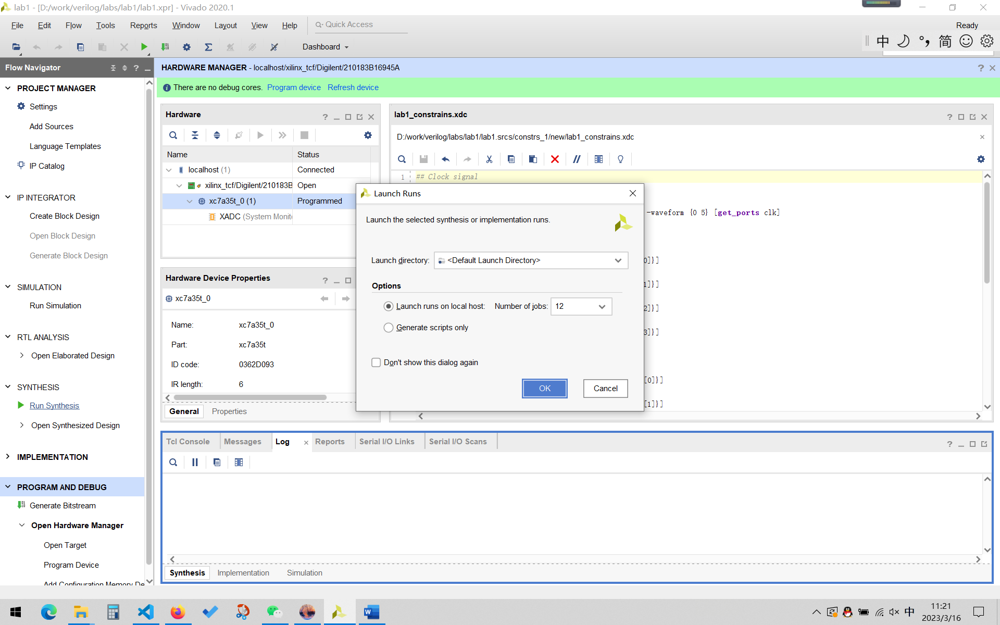 lab1 - [D:/work/verilog/labs/lab1/lab1.xpr] - Vivado 2020.1
File Edit Flow Tools Reports Window Layout View Help Quick Access
Ready
Dashboard
中 简
Flow Navigator
HARDWARE MANAGER - localhost/xilinx_tcf/Digilent/210183B16945A
There are no debug cores. Program device Refresh device
PROJECT MANAGER
Settings
Add Sources
Language Templates
IP Catalog
IP INTEGRATOR
Create Block Design
Open Block Design
Generate Block Design
SIMULATION
Run Simulation
RTL ANALYSIS
Open Elaborated Design
SYNTHESIS
Run Synthesis
Open Synthesized Design
IMPLEMENTATION
PROGRAM AND DEBUG
Generate Bitstream
Open Hardware Manager
Open Target
Program Device
Add Configuration Memory De
Hardware
Name Status
localhost (1) Connected
xilinx_tcf/Digilent/210183B Open
xc7a35t_0 (1) Programmed
XADC (System Monit
Hardware Device Properties
xc7a35t_0
Name: xc7a35t_0
Part: xc7a35t
ID code: 0362D093
IR length: 6
General Properties
lab1_constrains.xdc
D:/work/verilog/labs/lab1/lab1.srcs/constrs_1/new/lab1_constrains.xdc
1 ## Clock signal
-waveform {0 5} [get_ports clk]
0]}]
1]}]
2]}]
3]}]
[0]}]
[1]}]
Launch Runs
Launch the selected synthesis or implementation runs.
Launch directory: <Default Launch Directory>
Options
Launch runs on local host: Number of jobs: 12
Generate scripts only
Don't show this dialog again
OK Cancel
Tcl Console Messages Log Reports Serial I/O Links Serial I/O Scans
Synthesis Implementation Simulation
中
11:21
2023/3/16